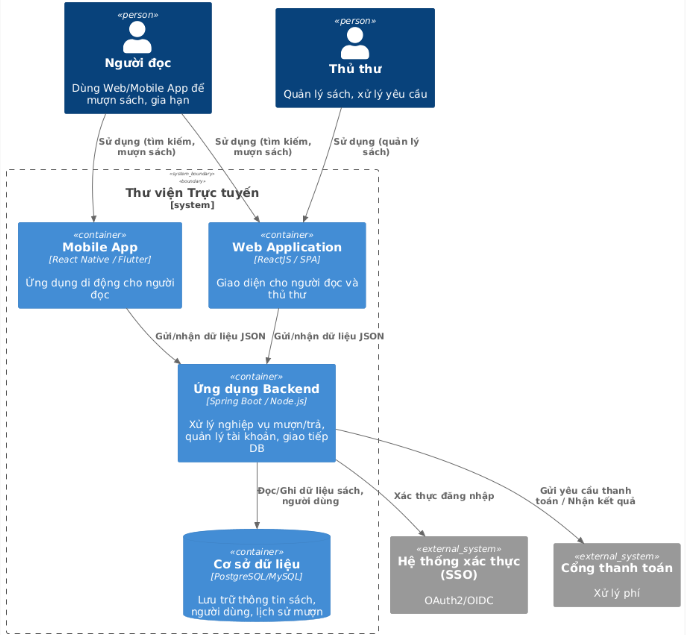 «person»
Người đọc
Dùng Web/Mobile App để
mượn sách, gia hạn
«person»
Thủ thư
Quản lý sách, xử lý yêu cầu
Sử dụng (tìm kiếm,
mượn sách)
Sử dụng (tìm kiếm,
mượn sách)
Sử dụng (quản lý
sách)
«system_boundary»
«boundary»
Thư viện Trực tuyến
[system]
«container»
Mobile App
[React Native / Flutter]
Ứng dụng di động cho người
đọc
«container»
Web Application
[ReactJS / SPA]
Giao diện cho người đọc và
thủ thư
Gửi/nhận dữ liệu JSON
Gửi/nhận dữ liệu JSON
«container»
Ứng dụng Backend
[Spring Boot / Node.js]
Xử lý nghiệp vụ mượn/trả,
quản lý tài khoản, giao tiếp
DB
Đọc/Ghi dữ liệu sách,
người dùng
Xác thực đăng nhập
Gửi yêu cầu thanh
toán / Nhận kết quả
«container»
Cơ sở dữ liệu
[PostgreSQL/MySQL]
Lưu trữ thông tin sách,
người dùng, lịch sử mượn
«external_system»
Hệ thống xác thực
(SSO)
OAuth2/OIDC
«external_system»
Cổng thanh toán
Xử lý phí